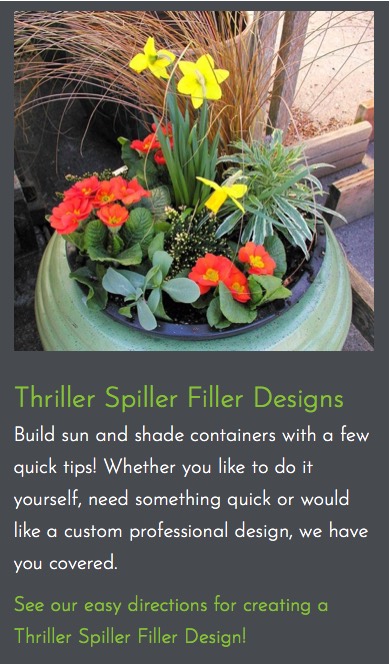 Thriller Spiller Filler Designs
Build sun and shade containers with a few
quick tips! Whether you like to do it
yourself, need something quick or would
like a custom professional design, we have
you covered.
See our easy directions for creating a
Thriller Spiller Filler Design!